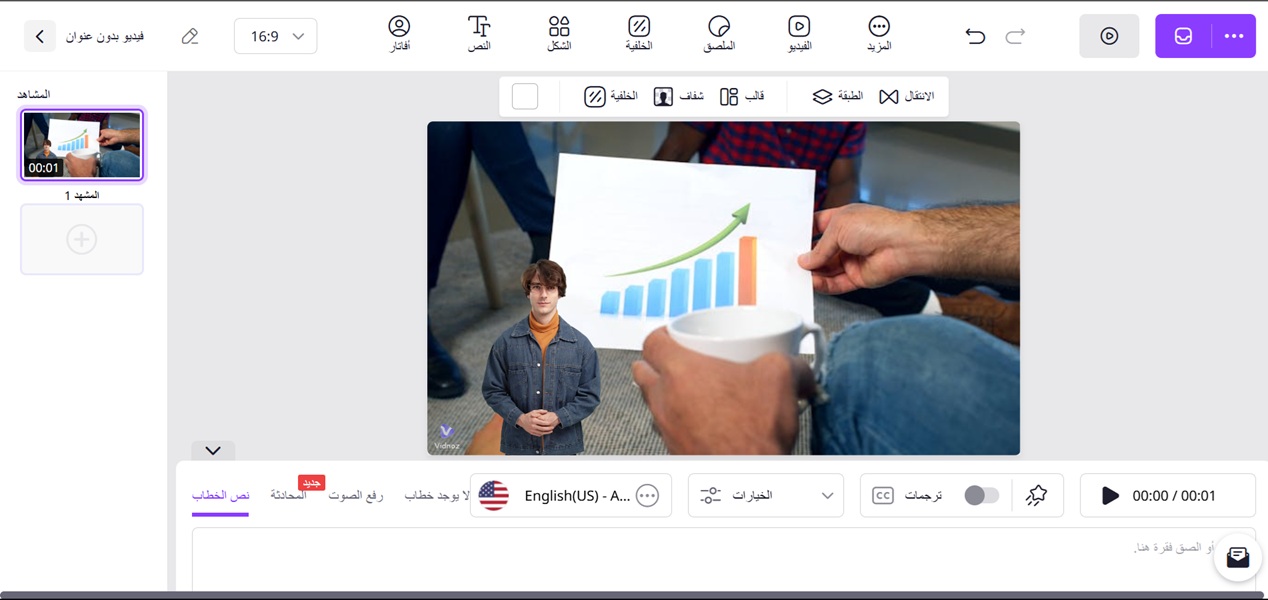 فيديو بدون عنوان
16:9
أفاتار
النص
الشكل
الخلفية
الملصق
الفيديو
المزيد
المشاهد
00:01
المشهد 1
الخلفية
شفاف
قالب
الطبقة
الانتقال
Vidnoz
نص الخطاب
المحادثة
جديد
رفع الصوت
لا يوجد خطاب
English(US) - A...
الخيارات
CC
ترجمات
00:00 / 00:01
أو الصق فقرة هنا.